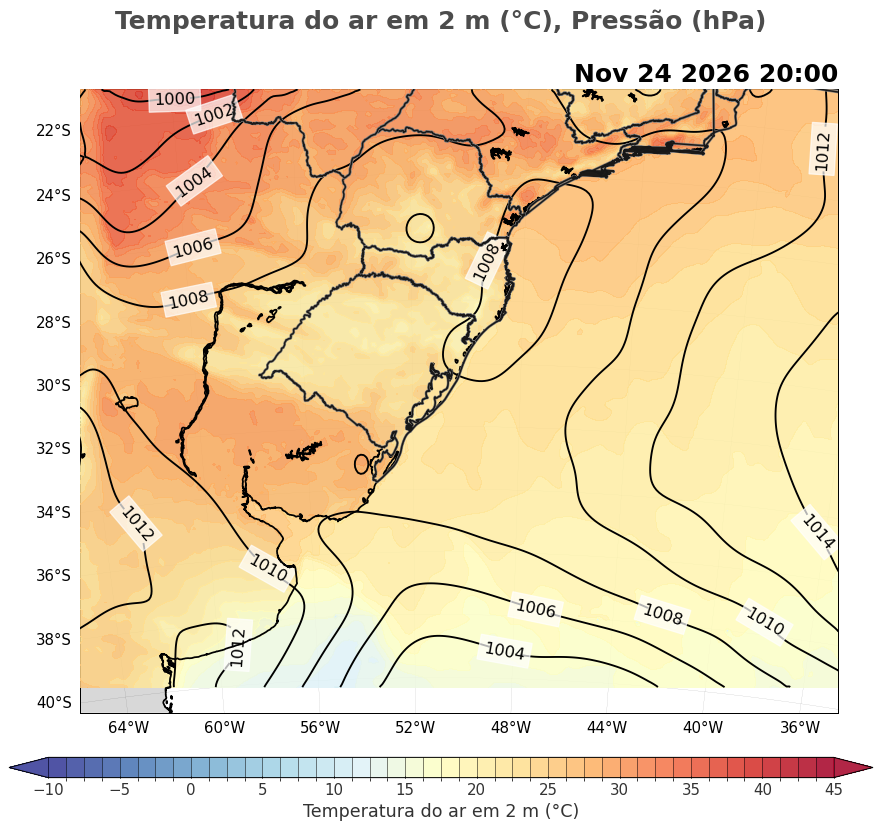 Temperatura do ar em 2 m (°C), Pressão (hPa)
Nov 24 2026 20:00
1000
1002
1012
22°S
1004
24°S
1006
1008
26°S
1008
28°S
30°S
32°S
1012
1014
34°S
1010
36°S
1006
1008
1010
1012
1004
38°S
40°S
64°W 60°W 56°W 52°W 48°W 44°W 40°W 36°W
−10 −5 0 5 10 15 20 25 30 35 40 45
Temperatura do ar em 2 m (°C)